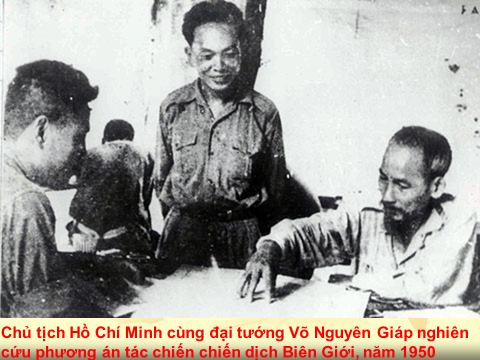 Chủ tịch Hồ Chí Minh cùng đại tướng Võ Nguyên Giáp nghiên
cứu phương án tác chiến chiến dịch Biên Giới, năm 1950